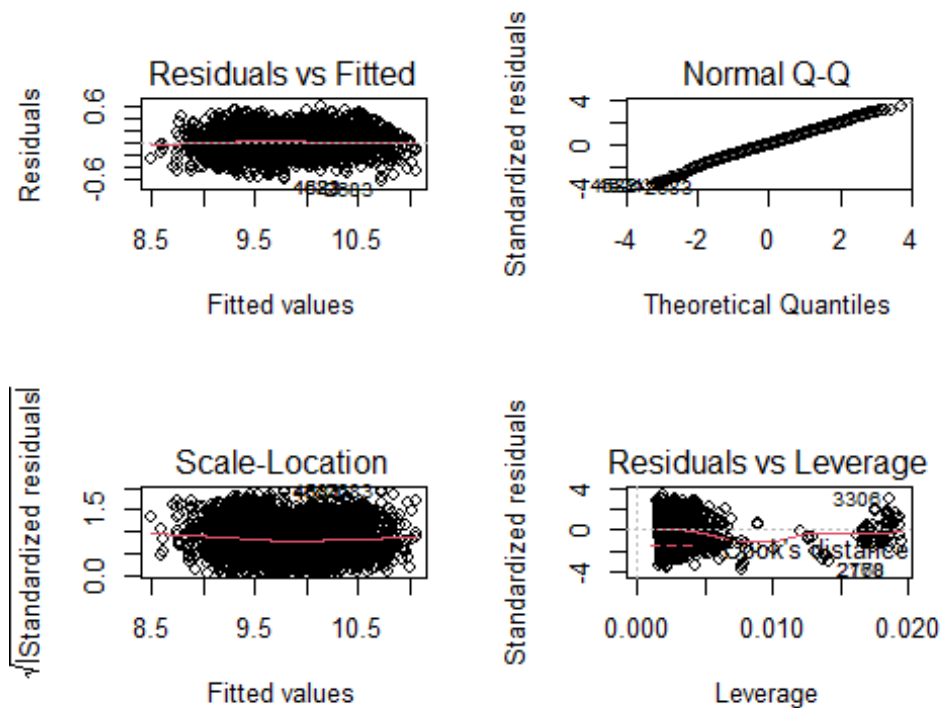 Residuals vs Fitted
Residuals
0.6
-0.6
8.5 9.5 10.5
Fitted values
Normal Q-Q
Standardized residuals
4
0
-4
2683
-4 -2 0 2 4
Theoretical Quantiles
Scale-Location
√|Standardized residuals|
1.5
0.0
8.5 9.5 10.5
Fitted values
Residuals vs Leverage
Standardized residuals
4
0
-4
3306
Cook's distance
0.000 0.010 0.020
Leverage